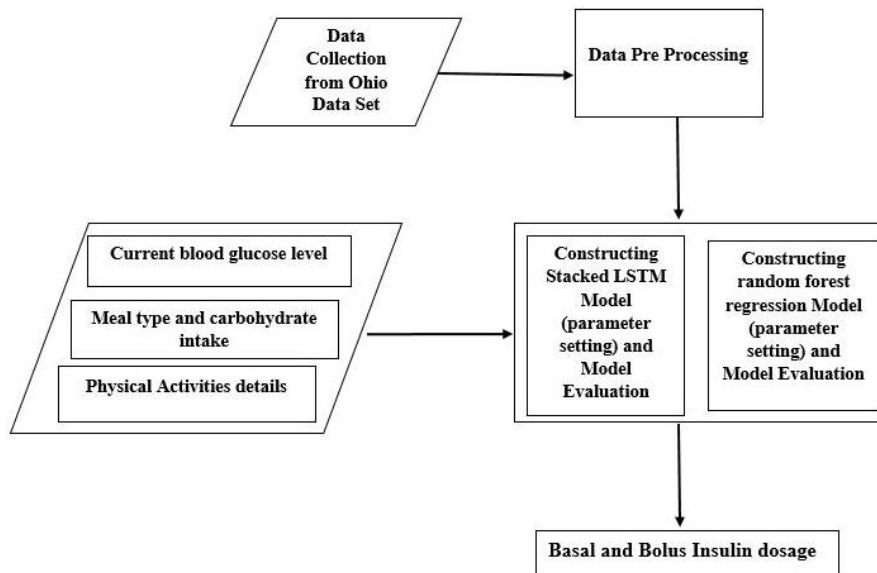 Data
Collection
from Ohio
Data Set
Data Pre Processing
Current blood glucose level
Meal type and carbohydrate
intake
Physical Activities details
Constructing
Stacked LSTM
Model
(parameter
setting) and
Model
Evaluation
Constructing
random forest
regression Model
(parameter
setting) and
Model Evaluation
Basal and Bolus Insulin dosage